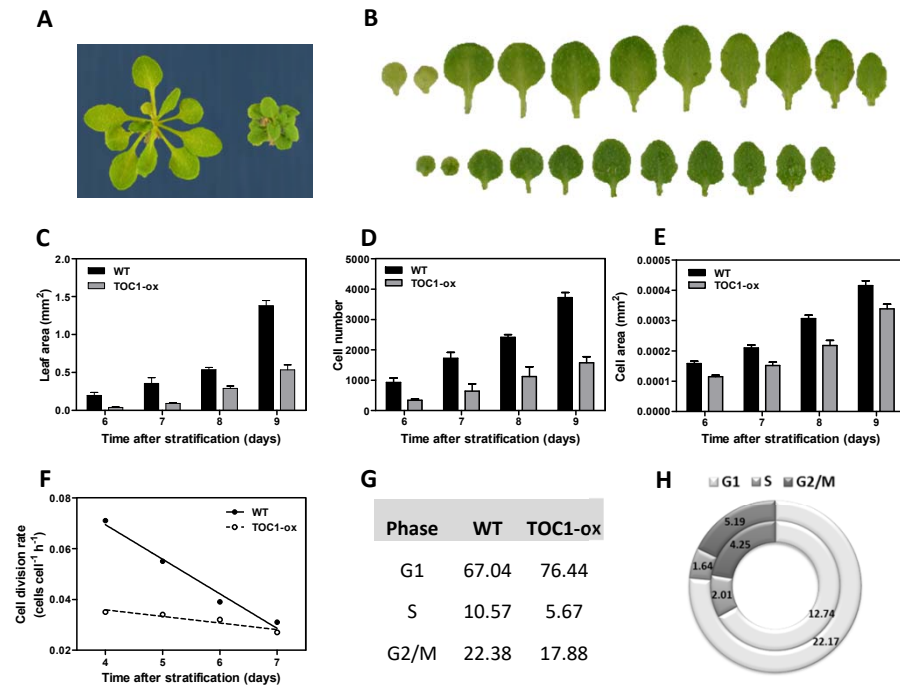 A
B
C
Leaf area (mm2)
2.0
1.5
1.0
0.5
0.0
WT
TOC1-ox
6 7 8 9
Time after stratification (days)
D
Cell number
5000
4000
3000
2000
1000
0
WT
TOC1-ox
6 7 8 9
Time after stratification (days)
E
Cell area (mm2)
0.0005
0.0004
0.0003
0.0002
0.0001
0.0000
WT
TOC1-ox
6 7 8 9
Time after stratification (days)
F
Cell division rate
(cells cell-1 h-1)
0.08
0.06
0.04
0.02
WT
TOC1-ox
4 5 6 7
Time after stratification (days)
G
Phase WT TOC1-ox
G1 67.04 76.44
S 10.57 5.67
G2/M 22.38 17.88
H
G1 S G2/M
5.19
4.25
1.64
2.01
12.74
22.17